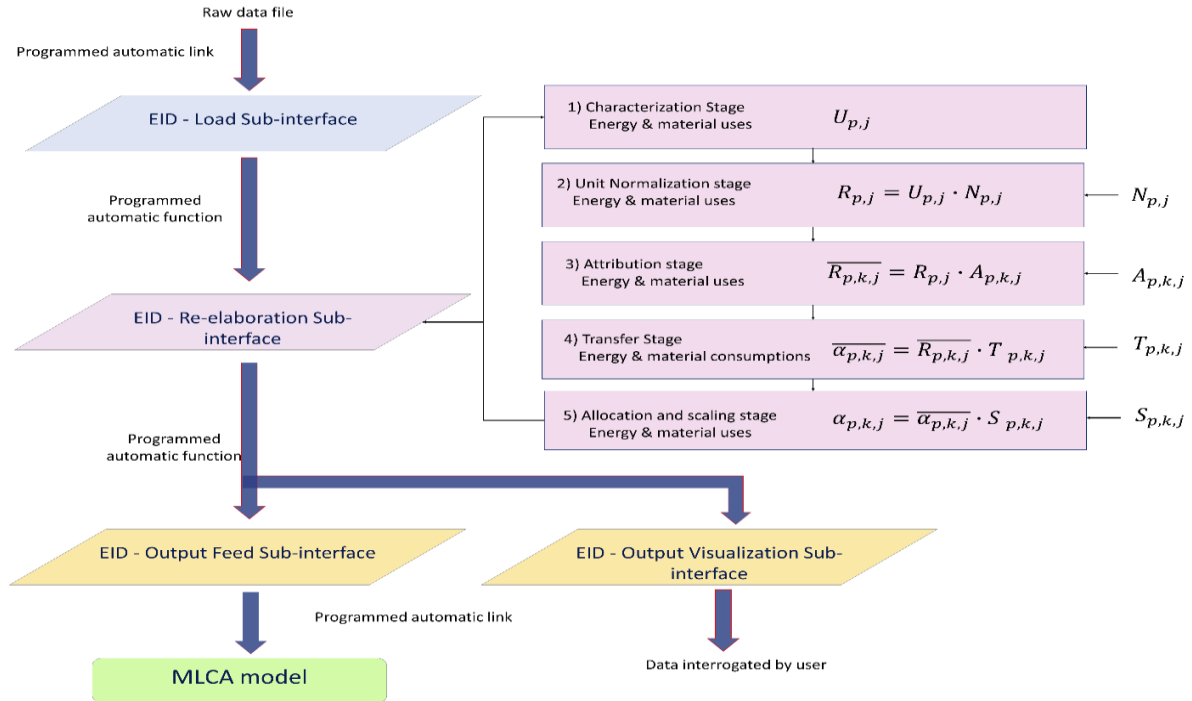 Raw data file
Programmed automatic link
EID - Load Sub-interface
Programmed
automatic function
EID - Re-elaboration Sub-
interface
1) Characterization Stage
Energy & material uses
U_{p,j}
2) Unit Normalization stage
Energy & material uses
R_{p,j} = U_{p,j} · N_{p,j}
N_{p,j}
3) Attribution stage
Energy & material uses
\overline{R_{p,k,j}} = R_{p,j} · A_{p,k,j}
A_{p,k,j}
4) Transfer Stage
Energy & material consumptions
\overline{α_{p,k,j}} = \overline{R_{p,k,j}} · T_{p,k,j}
T_{p,k,j}
5) Allocation and scaling stage
Energy & material uses
α_{p,k,j} = \overline{α_{p,k,j}} · S_{p,k,j}
S_{p,k,j}
Programmed
automatic function
EID - Output Feed Sub-interface
EID - Output Visualization Sub-
interface
Programmed automatic link
MLCA model
Data interrogated by user